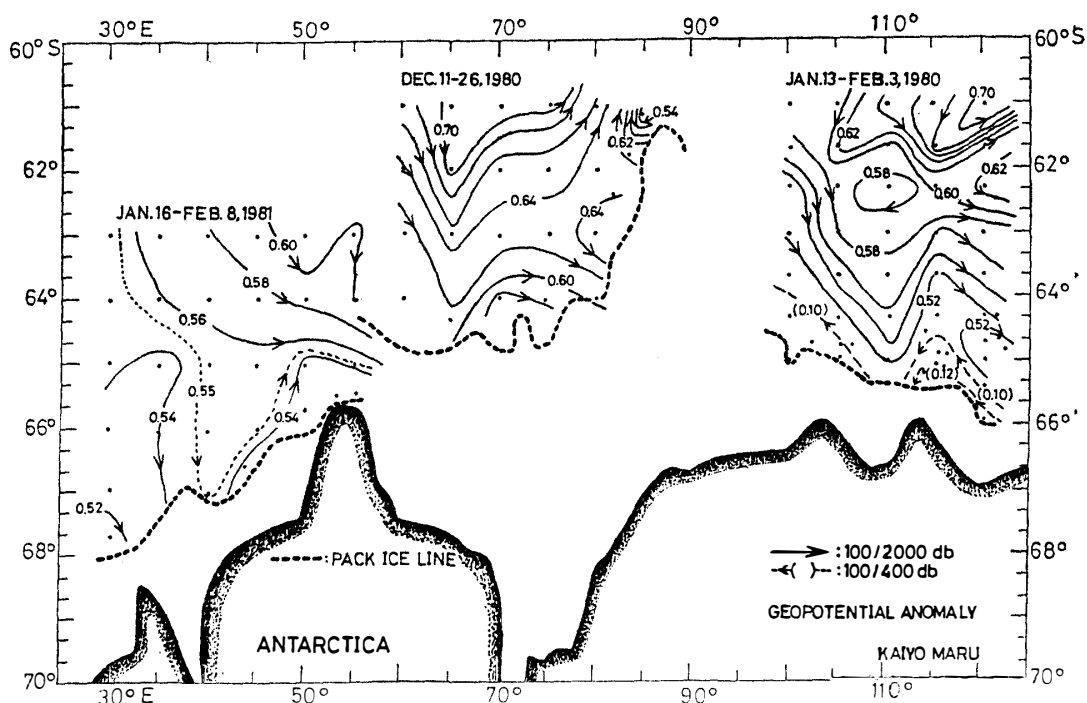 30° E 50° 70° 90° 110°
60° S 60° S
DEC. 11-26, 1980 JAN. 13-FEB. 3, 1980
0.70 0.54 0.70
0.62 0.62
62° 62°
0.58 0.62
0.64 0.60
JAN. 16-FEB. 8, 1981 0.64
0.60 0.58
0.58 0.60
64° 64°
0.56 (0.10) 0.52
0.52
0.55 (0.12)
0.54 0.54 (0.10)
66° 66°
0.52
68° 68°
:PACK ICE LINE
:100/2000 db
( ) :100/400 db
GEOPOTENTIAL ANOMALY
ANTARCTICA KAIYO MARU
70° 70°
30° E 50° 70° 90° 110°